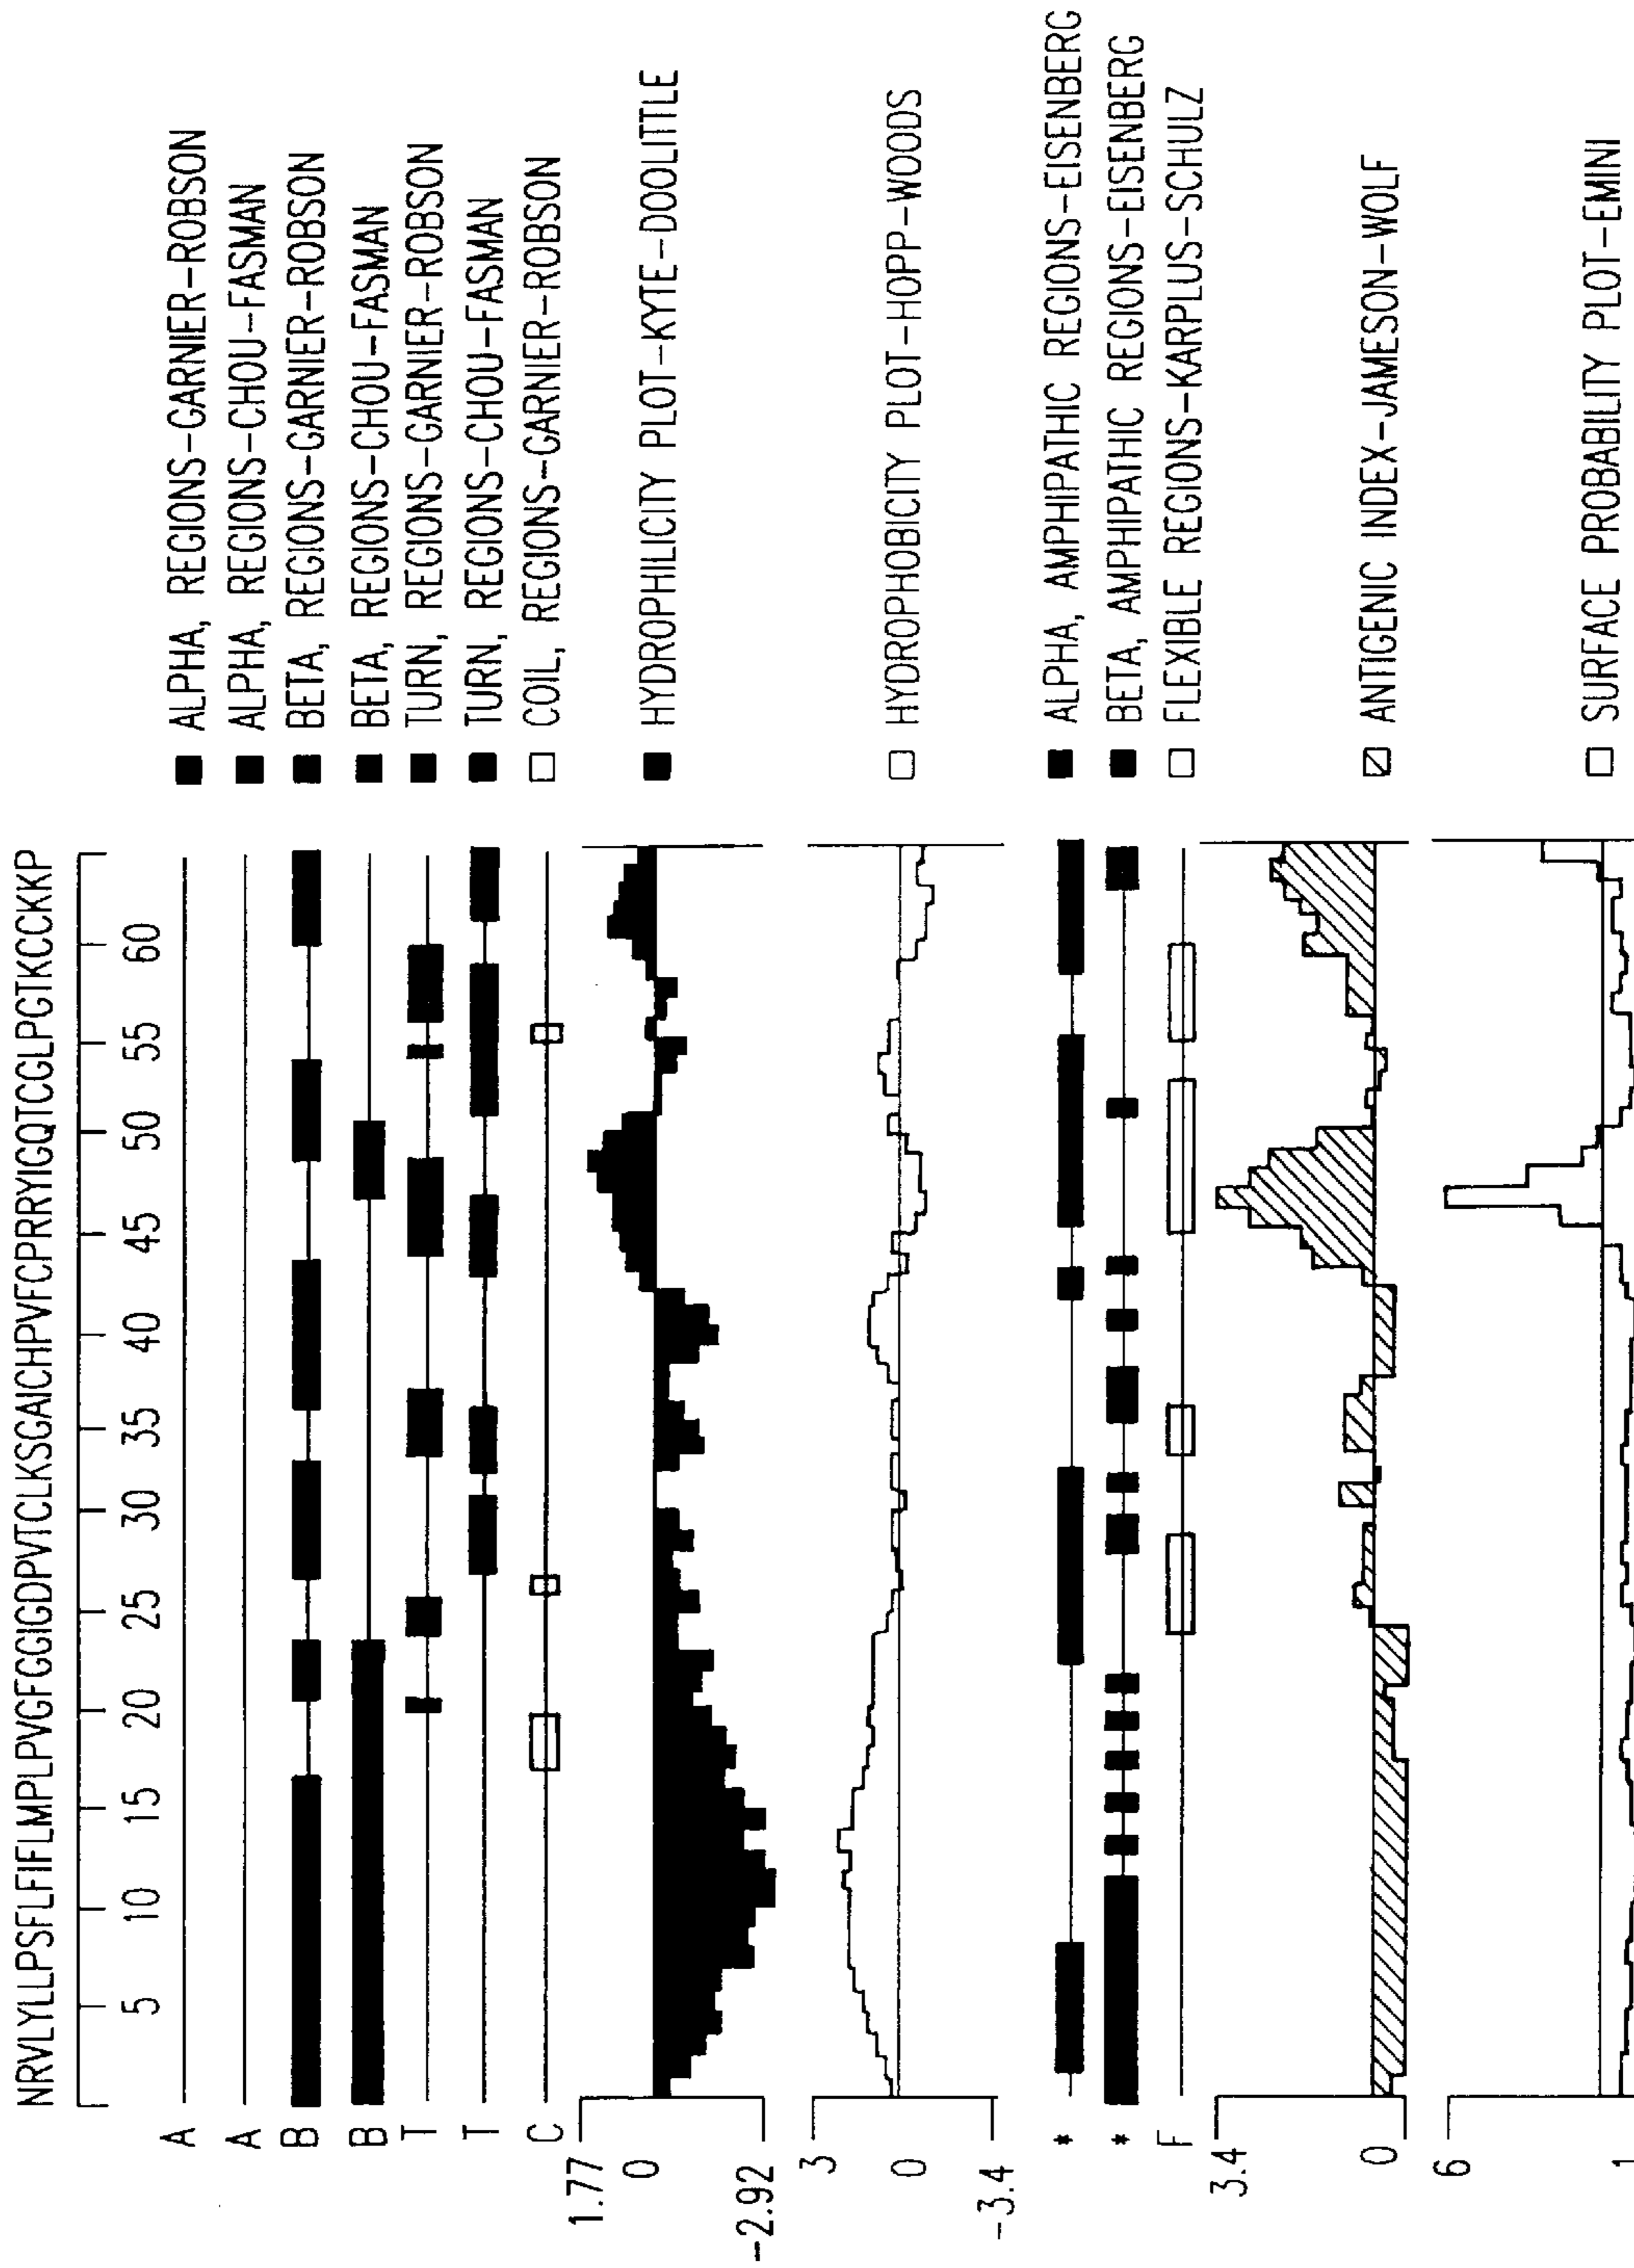 NRVLYLLPSFLFIFLMPLPVGFGGIGDPVTCLKSGAICHPVFCPRRYIGQTCGLPGTKCCKKP
5 10 15 20 25 30 35 40 45 50 55 60
A ALPHA, REGIONS-GARNIER-ROBSON
A ALPHA, REGIONS-CHOU-FASMAN
B BETA, REGIONS-GARNIER-ROBSON
B BETA, REGIONS-CHOU-FASMAN
T TURN, REGIONS-GARNIER-ROBSON
T TURN, REGIONS-CHOU-FASMAN
C COIL, REGIONS-GARNIER-ROBSON
1.77
0 HYDROPHILICITY PLOT-KYTE-DOOLITTLE
-2.92
3
0 HYDROPHOBICITY PLOT-HOPP-WOODS
-3.4
* ALPHA, AMPHIPATHIC REGIONS-EISENBERG
* BETA, AMPHIPATHIC REGIONS-EISENBERG
F FLEXIBLE REGIONS-KARPLUS-SCHULZ
3.4
ANTIGENIC INDEX-JAMESON-WOLF
0
6
SURFACE PROBABILITY PLOT-EMINI
1